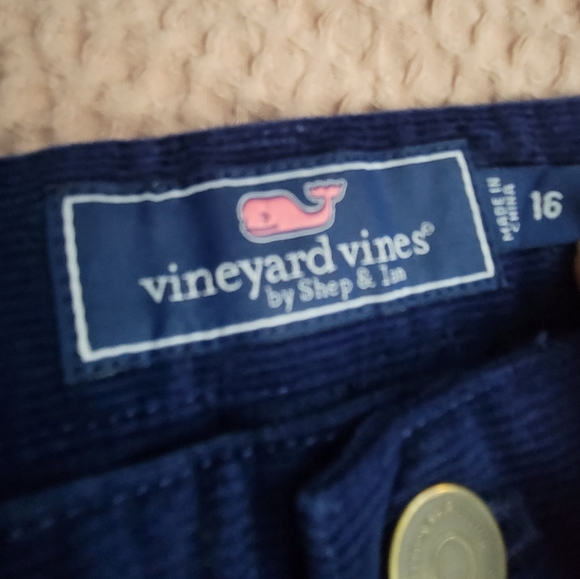 vineyard vines®
by Shep & Ian
MADE IN
CHINA
16